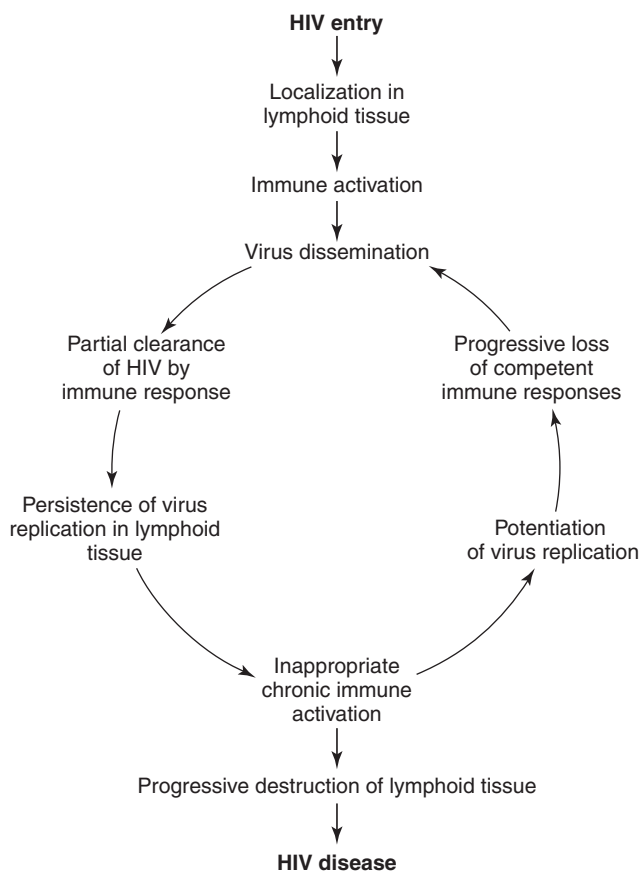 HIV entry
Localization in
lymphoid tissue
Immune activation
Virus dissemination
Partial clearance
of HIV by
immune response
Progressive loss
of competent
immune responses
Persistence of virus
replication in lymphoid
tissue
Potentiation
of virus replication
Inappropriate
chronic immune
activation
Progressive destruction of lymphoid tissue
HIV disease